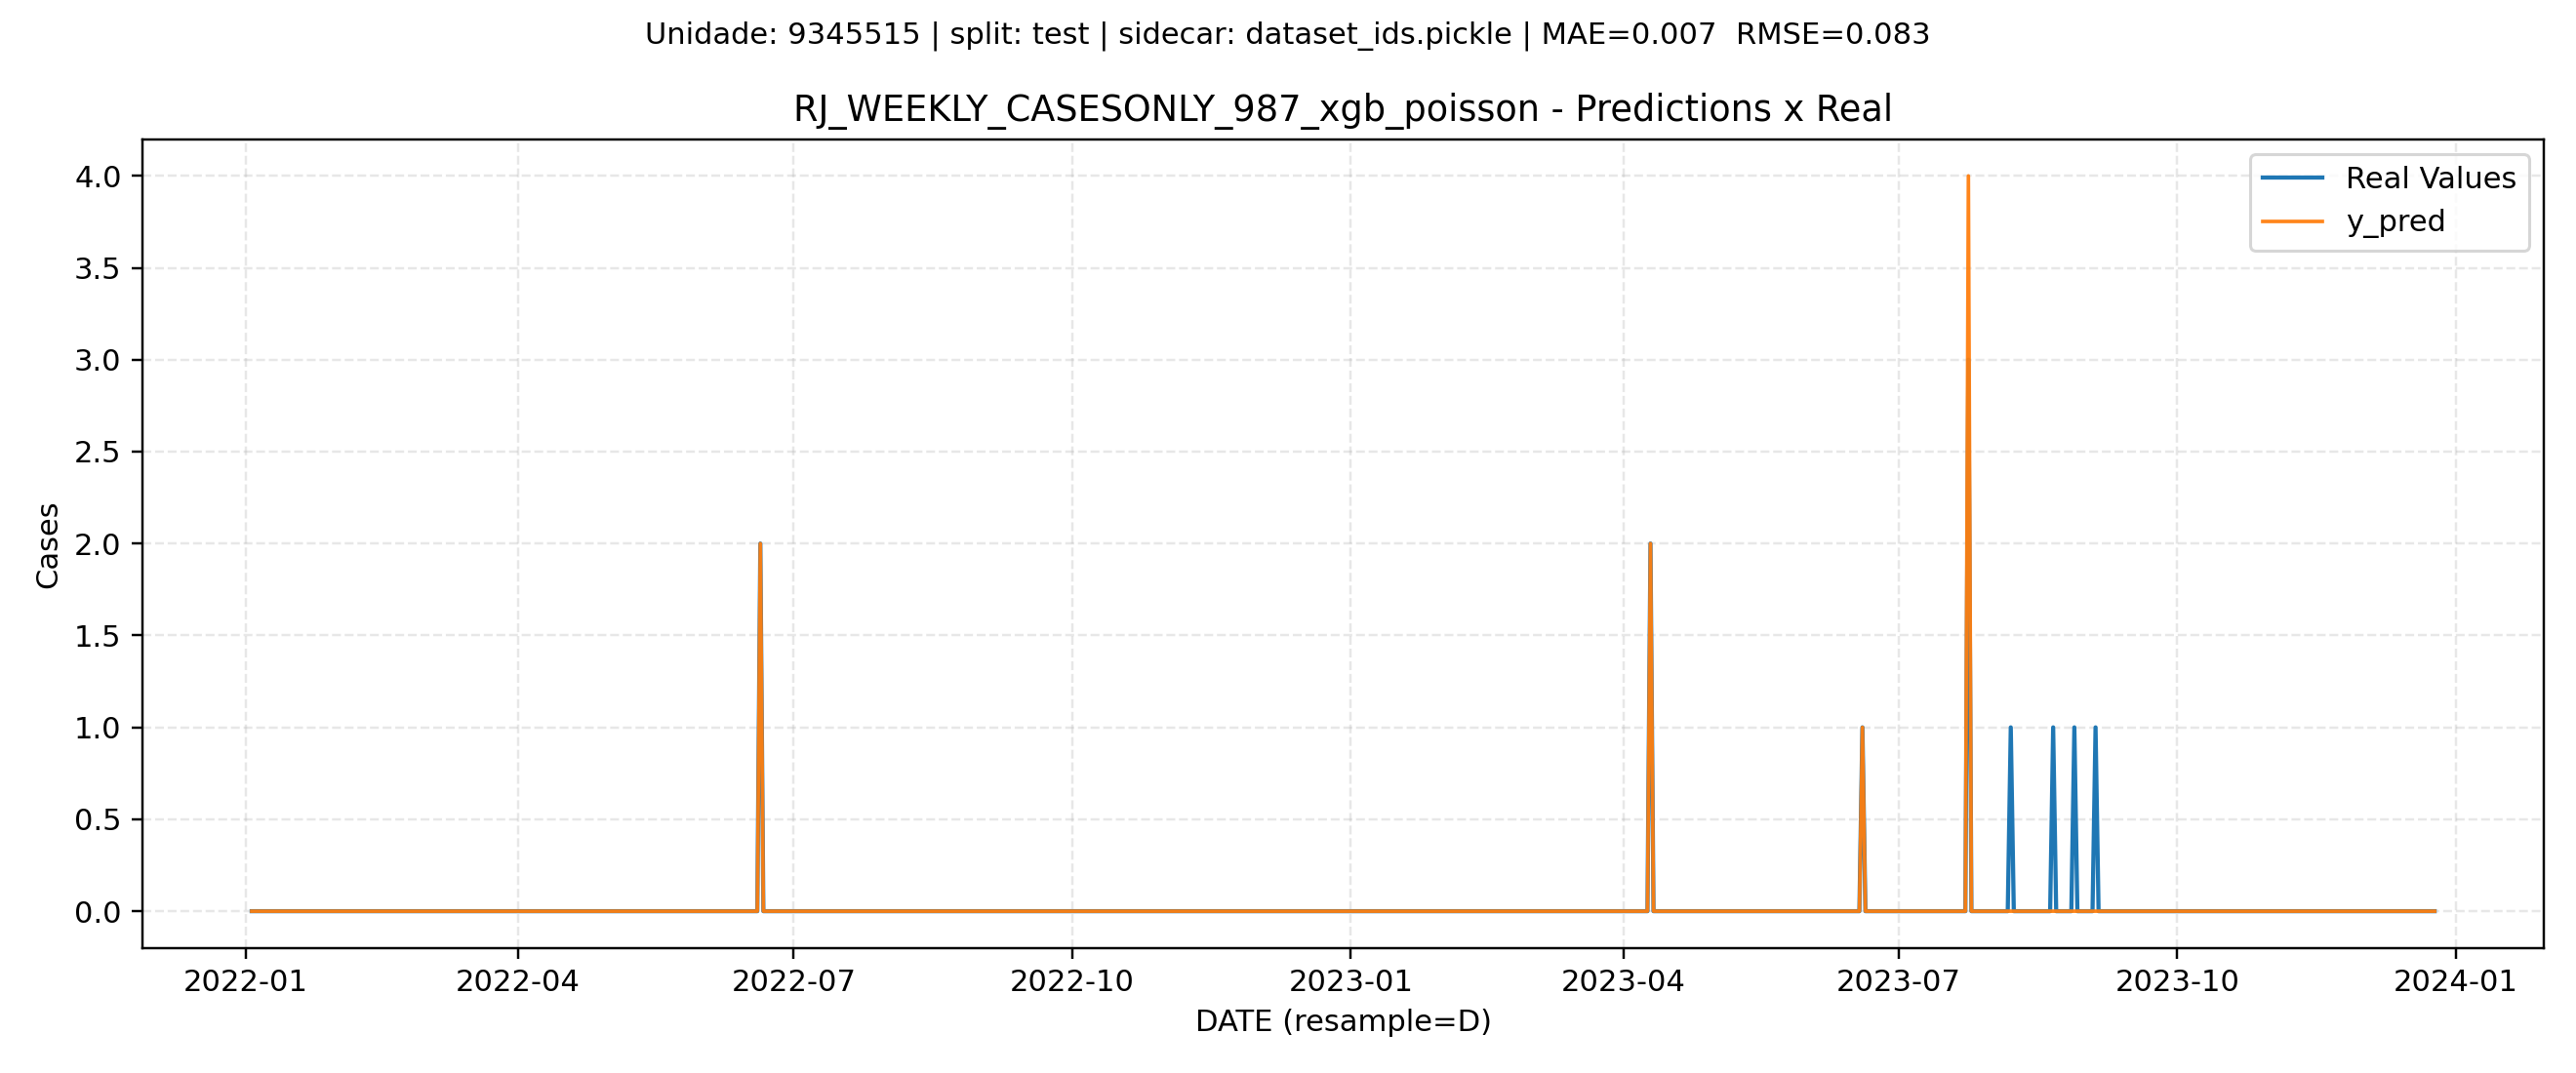 Unidade: 9345515 | split: test | sidecar: dataset_ids.pickle | MAE=0.007  RMSE=0.083
RJ_WEEKLY_CASESONLY_987_xgb_poisson - Predictions x Real
Real Values
y_pred
4.0
3.5
3.0
2.5
2.0
1.5
1.0
0.5
0.0
Cases
2022-01 2022-04 2022-07 2022-10 2023-01 2023-04 2023-07 2023-10 2024-01
DATE (resample=D)